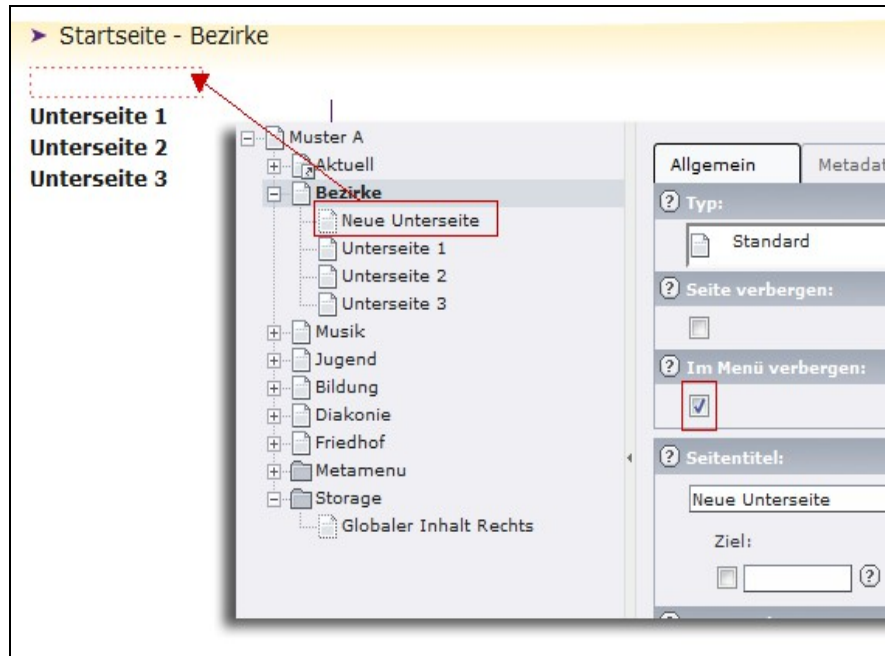 Startseite - Bezirke
Unterseite 1
Unterseite 2
Unterseite 3
Muster A
Aktuell
Bezirke
Neue Unterseite
Unterseite 1
Unterseite 2
Unterseite 3
Musik
Jugend
Bildung
Diakonie
Friedhof
Metamenu
Storage
Globaler Inhalt Rechts
Allgemein Metadat
Typ:
Standard
Seite verbergen:
Im Menü verbergen:
Seitentitel:
Neue Unterseite
Ziel: